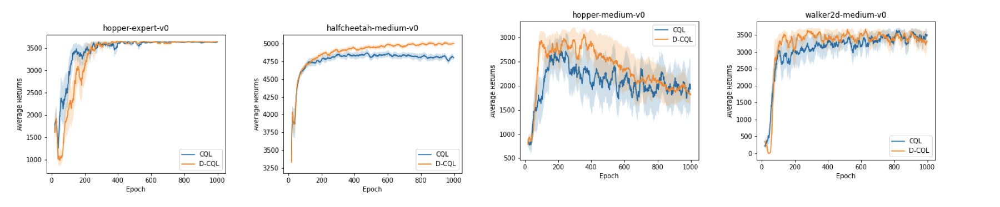 hopper-expert-v0
3500
3000
2500
2000
1500
1000
Average Returns
0 200 400 600 800 1000
Epoch
CQL
D-CQL
halfcheetah-medium-v0
5000
4750
4500
4250
4000
3750
3500
3250
Average Returns
0 200 400 600 800 1000
Epoch
CQL
D-CQL
hopper-medium-v0
3000
2500
2000
1500
1000
500
Average Returns
0 200 400 600 800 1000
Epoch
CQL
D-CQL
walker2d-medium-v0
3500
3000
2500
2000
1500
1000
500
0
Average Returns
0 200 400 600 800 1000
Epoch
CQL
D-CQL